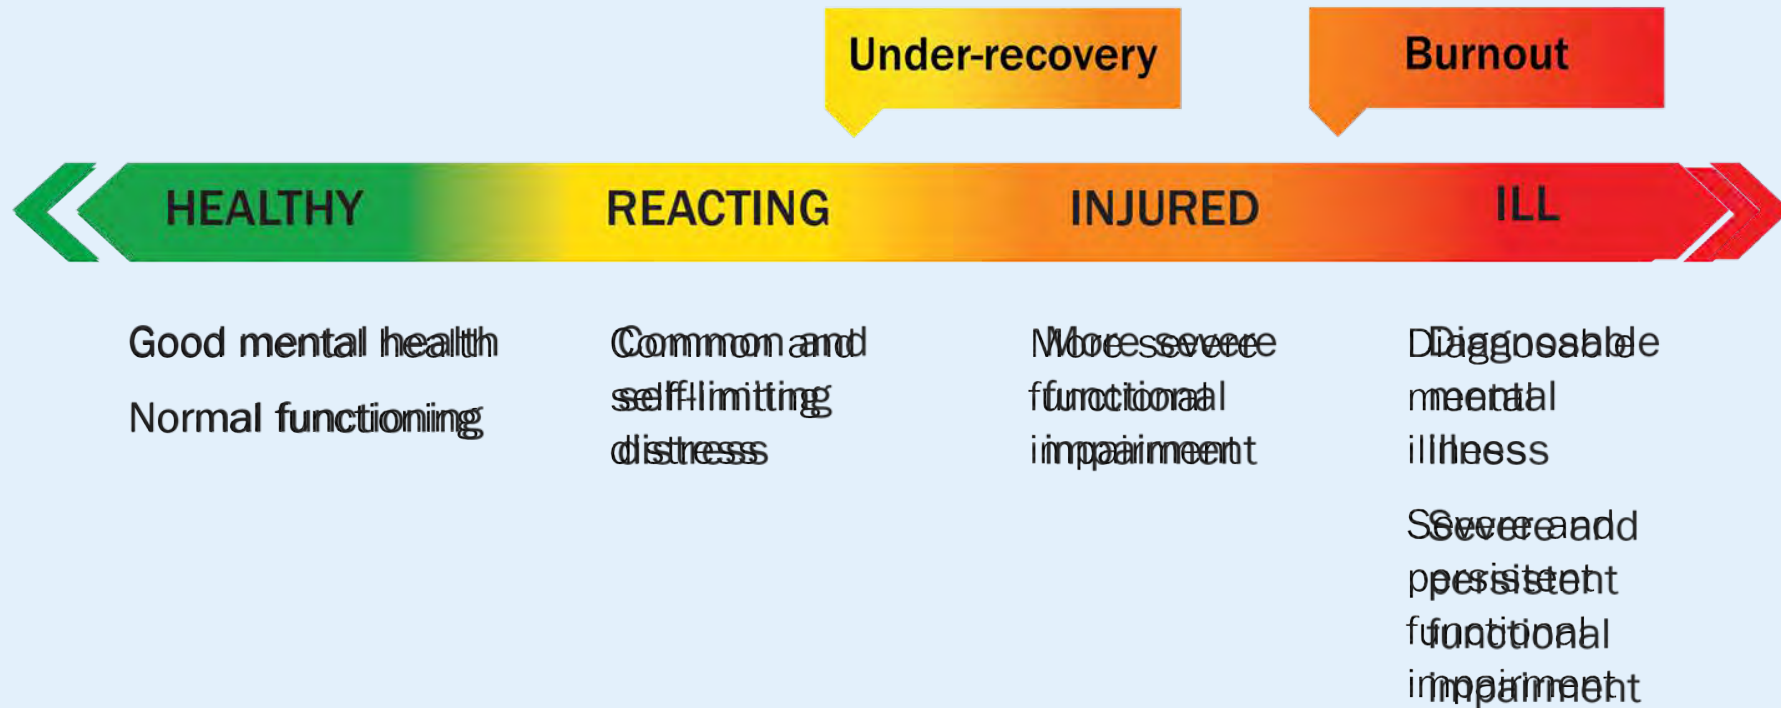 Under-recovery
Burnout
HEALTHY
REACTING
INJURED
ILL
Good mental health
Normal functioning
Common and
self-limiting
distress
More severe
functional
impairment
Diagnosable
mental
illness
Severe and
persistent
functional
impairment